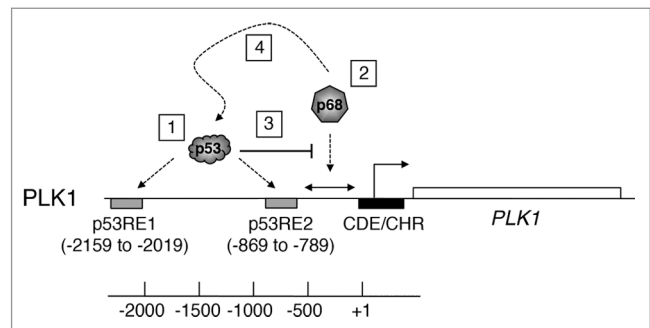 4
2
p68
1
3
p53
PLK1
p53RE1
(-2159 to -2019)
p53RE2
(-869 to -789)
CDE/CHR
PLK1
-2000 -1500 -1000 -500 +1